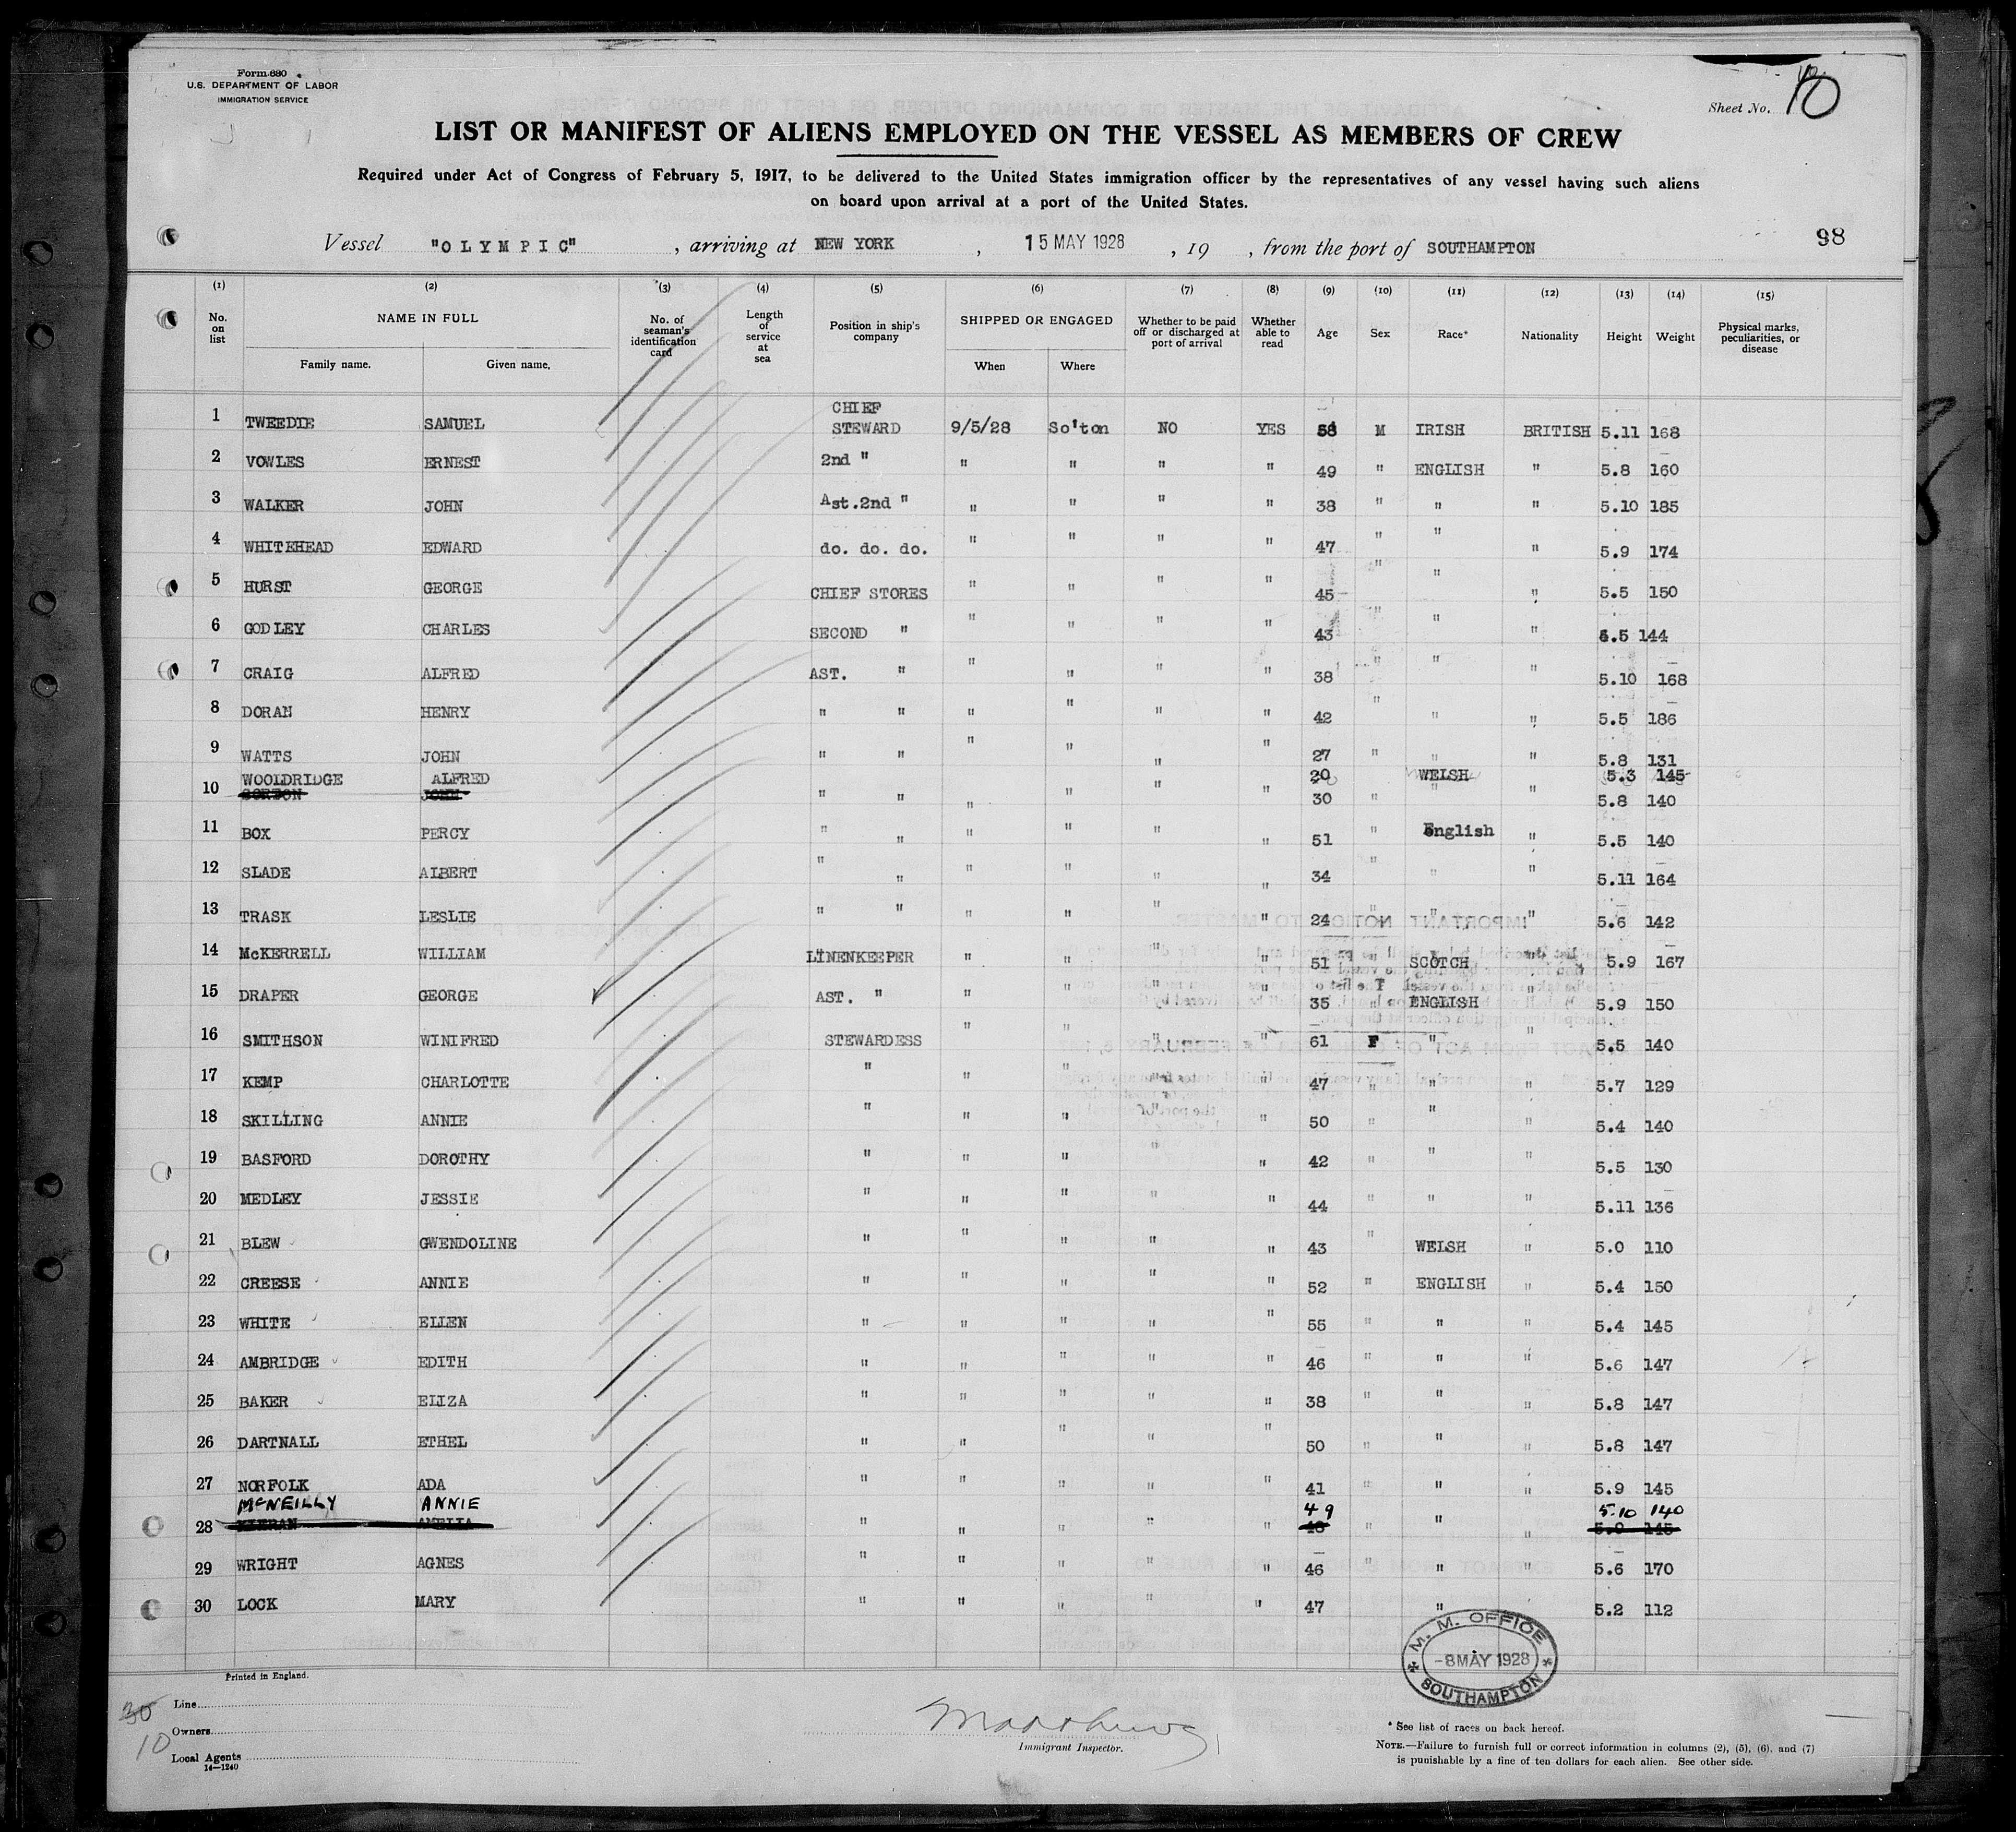 Form 680
U.S. DEPARTMENT OF LABOR
IMMIGRATION SERVICE
Sheet No. 10
LIST OR MANIFEST OF ALIENS EMPLOYED ON THE VESSEL AS MEMBERS OF CREW
Required under Act of Congress of February 5, 1917, to be delivered to the United States immigration officer by the representatives of any vessel having such aliens
on board upon arrival at a port of the United States.
Vessel "OLYMPIC" , arriving at NEW YORK , 15 MAY 1928 , 19 , from the port of SOUTHAMPTON
98
(1) (2) (3) (4) (5) (6) (7) (8) (9) (10) (11) (12) (13) (14) (15)
No. on list NAME IN FULL Family name. Given name. No. of seaman's identification card Length of service at sea Position in ship's company SHIPPED OR ENGAGED When Where Whether to be paid off or discharged at port of arrival Whether able to read Age Sex Race* Nationality Height Weight Physical marks, peculiarities, or disease
1 TWEEDIE SAMUEL CHIEF STEWARD 9/5/28 So'ton NO YES 58 M IRISH BRITISH 5.11 168
2 VOWLES ERNEST 2nd " " " " " 49 " ENGLISH " 5.8 160
3 WALKER JOHN Ast.2nd " " " " " 38 " " " 5.10 185
4 WHITEHEAD EDWARD do. do. do. " " " " 47 " " " 5.9 174
5 HURST GEORGE CHIEF STORES " " " " 45 " " " 5.5 150
6 GODLEY CHARLES SECOND " " " " " 43 " " " 5.5 144
7 CRAIG ALFRED AST. " " " " " 38 " " " 5.10 168
8 DORAN HENRY " " " " " " 42 " " " 5.5 186
9 WATTS JOHN " " " " " " 27 " " " 5.8 131
WOOLDRIDGE ALFRED 20 WELSH 5.3 145
10 GORDON JOHN " " " " " " 30 " " " 5.8 140
11 BOX PERCY " " " " " " 51 " English " 5.5 140
12 SLADE ALBERT " " " " " " 34 " " " 5.11 164
13 TRASK LESLIE " " " " " " 24 " " " 5.6 142
14 McKERRELL WILLIAM LINENKEEPER " " " " 51 " SCOTCH " 5.9 167
15 DRAPER GEORGE AST. " " " " " 35 " ENGLISH " 5.9 150
16 SMITHSON WINIFRED STEWARDESS " " " " 61 F " " 5.5 140
17 KEMP CHARLOTTE " " " " " 47 " " " 5.7 129
18 SKILLING ANNIE " " " " " 50 " " " 5.4 140
19 BASFORD DOROTHY " " " " " 42 " " " 5.5 130
20 MEDLEY JESSIE " " " " " 44 " " " 5.11 136
21 BLEW GWENDOLINE " " " " " 43 " WELSH " 5.0 110
22 CREESE ANNIE " " " " " 52 " ENGLISH " 5.4 150
23 WHITE ELLEN " " " " " 55 " " " 5.4 145
24 AMBRIDGE EDITH " " " " " 46 " " " 5.6 147
25 BAKER ELIZA " " " " " 38 " " " 5.8 147
26 DARTNALL ETHEL " " " " " 50 " " " 5.8 147
27 NORFOLK ADA " " " " " 41 " " " 5.9 145
McNEILLY ANNIE 49 5.10 140
28 KIERAN AMELIA " " " " " " " " 145
29 WRIGHT AGNES " " " " " 46 " " " 5.6 170
30 LOCK MARY " " " " " 47 " 5.2 112
M. M. OFFICE
-8 MAY 1928
SOUTHAMPTON
Printed in England.
30
Line
Owners
10
Local Agents
14—1240
Immigrant Inspector.
* See list of races on back hereof.
NOTE.—Failure to furnish full or correct information in columns (2), (5), (6), and (7)
is punishable by a fine of ten dollars for each alien. See other side.